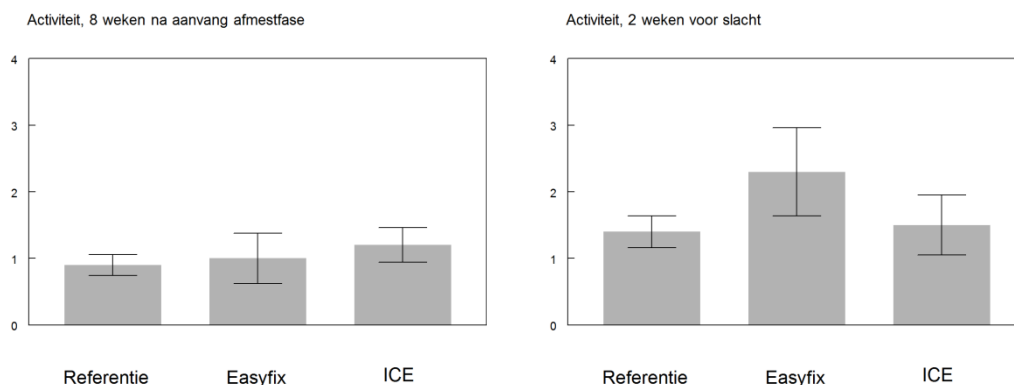 Activiteit, 8 weken na aanvang afmestfase
4
3
2
1
0
Referentie Easyfix ICE
Activiteit, 2 weken voor slacht
4
3
2
1
0
Referentie Easyfix ICE